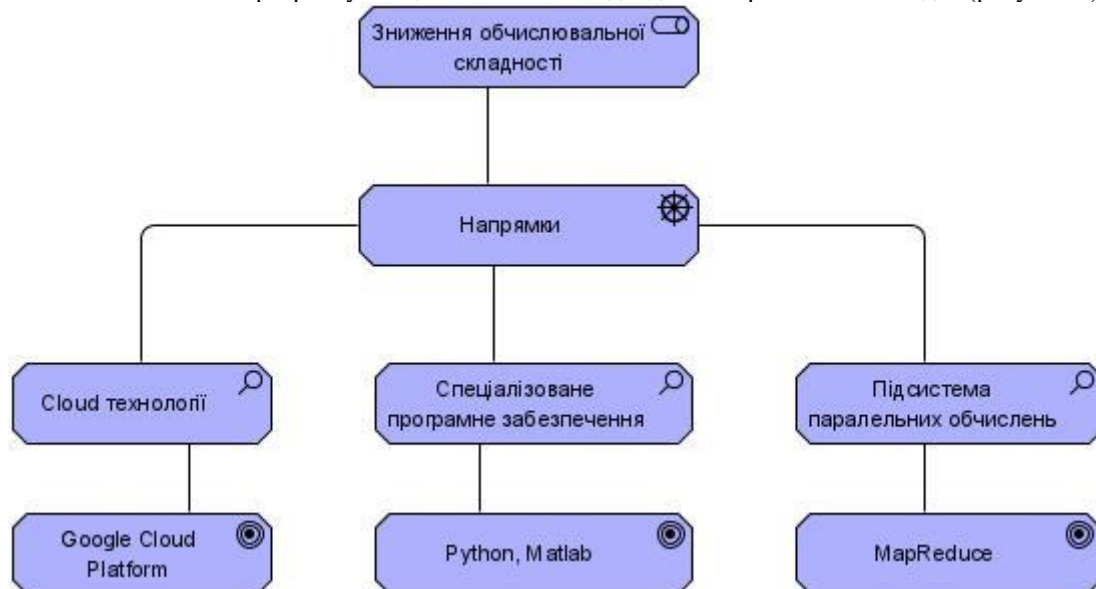 Зниження обчислювальної
складності
Напрямки
Cloud технології
Спеціалізоване
програмне забезпечення
Підсистема
паралельних обчислень
Google Cloud
Platform
Python, Matlab
MapReduce